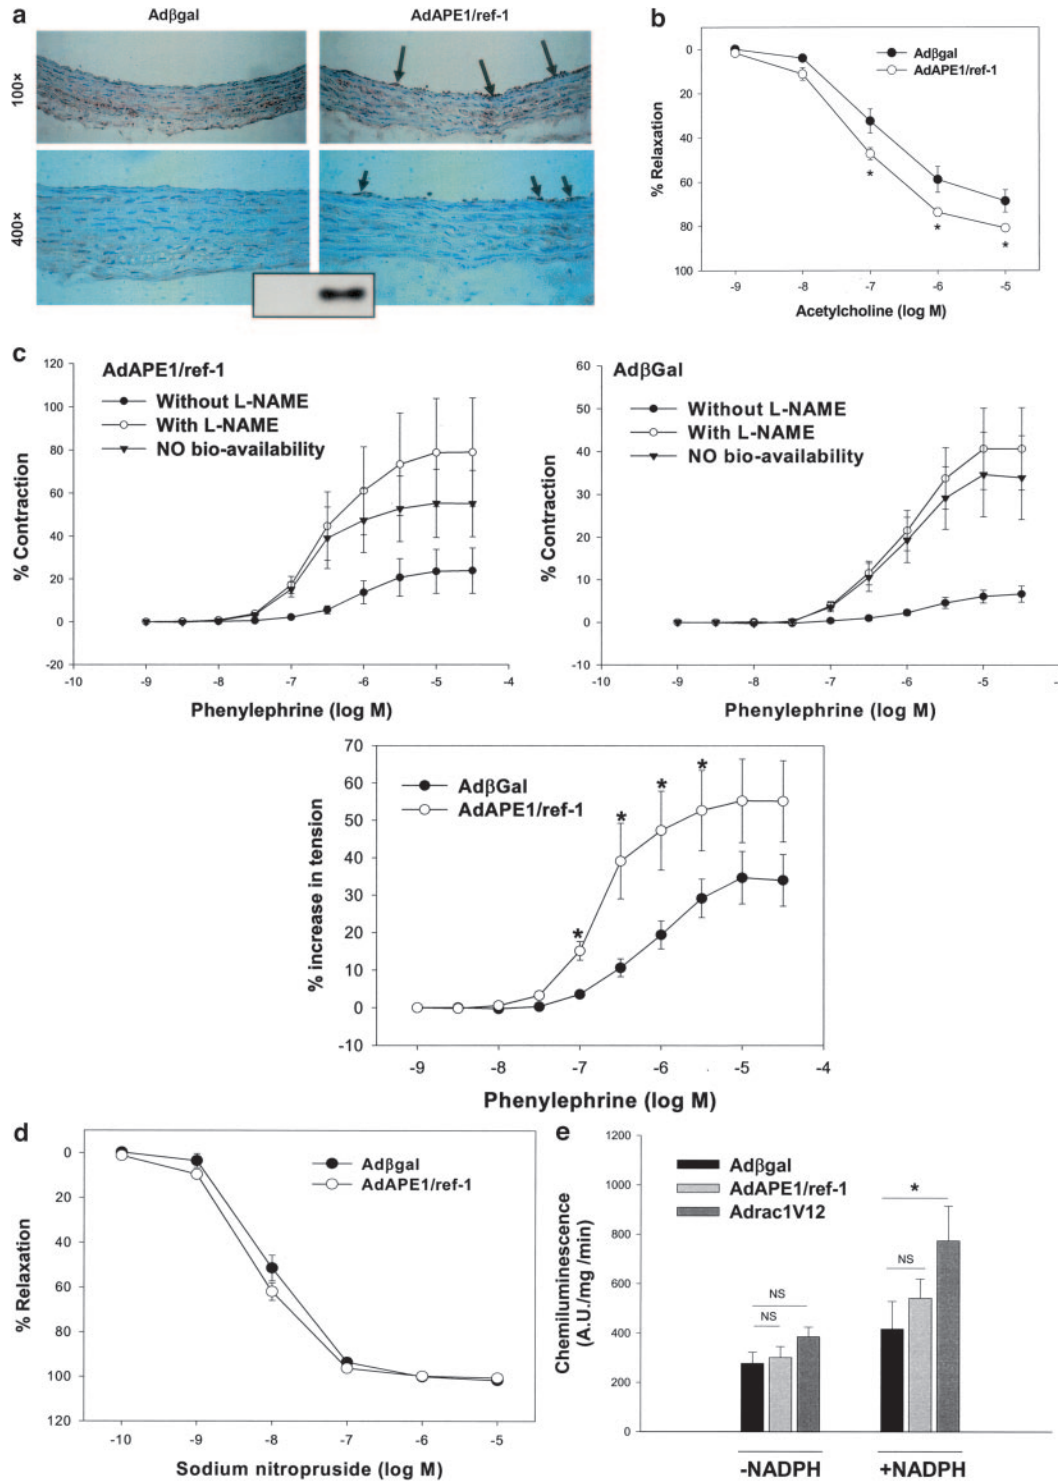 a
Adβgal
AdAPE1/ref-1
100×
400×
b
0
20
40
60
80
100
% Relaxation
Adβgal
AdAPE1/ref-1
*
*
*
-9
-8
-7
-6
-5
Acetylcholine (log M)
c
120
100
80
60
40
20
0
-20
% Contraction
AdAPE1/ref-1
Without L-NAME
With L-NAME
NO bio-availability
-10
-9
-8
-7
-6
-5
-4
Phenylephrine (log M)
60
50
40
30
20
10
0
-10
% Contraction
AdβGal
Without L-NAME
With L-NAME
NO bio-availability
-10
-9
-8
-7
-6
-5
Phenylephrine (log M)
70
60
50
40
30
20
10
0
-10
% increase in tension
AdβGal
AdAPE1/ref-1
*
*
*
*
-9
-8
-7
-6
-5
-4
Phenylephrine (log M)
d
0
20
40
60
80
100
120
% Relaxation
Adβgal
AdAPE1/ref-1
-10
-9
-8
-7
-6
-5
Sodium nitropruside (log M)
e
1200
1000
800
600
400
200
0
Chemiluminescence
(A.U./mg /min)
Adβgal
AdAPE1/ref-1
Adrac1V12
NS
NS
NS
*
-NADPH
+NADPH